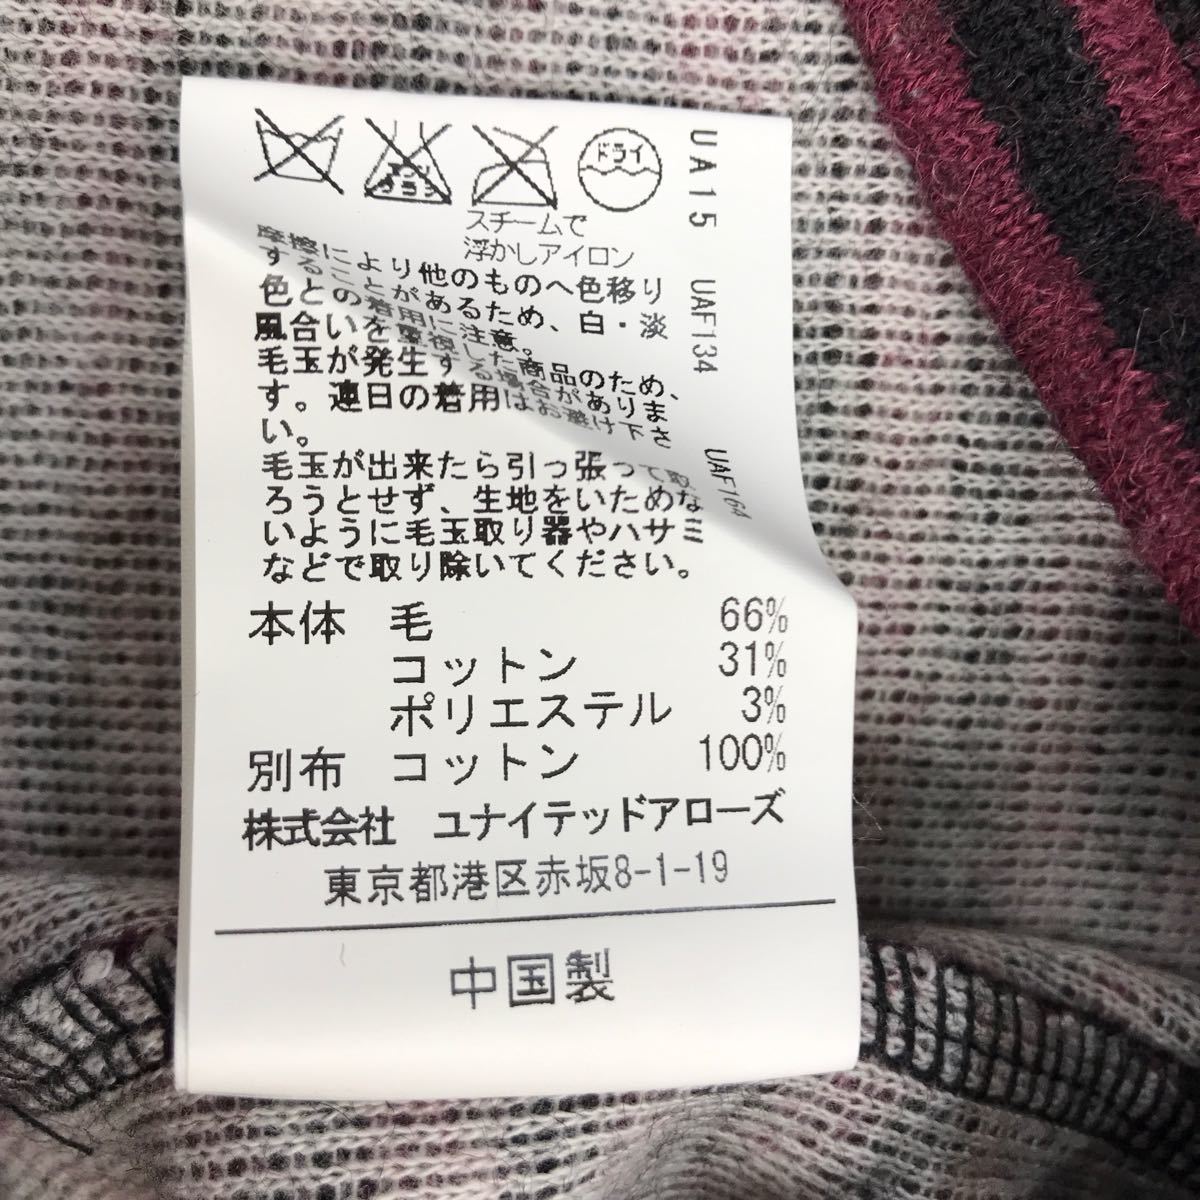 エンソ
サラシ
ドライ
スチームで
浮かしアイロン
摩擦により他のものへ色移り
することがあるため、白・淡
色との着用に注意。
風合いを重視した商品のため、
毛玉が発生する場合がありま
す。連日の着用はお避け下さ
い。
毛玉が出来たら引っ張って取
ろうとせず、生地をいためな
いように毛玉取り器やハサミ
などで取り除いてください。
本体 毛 66%
コットン 31%
ポリエステル 3%
別布 コットン 100%
株式会社 ユナイテッドアローズ
東京都港区赤坂8-1-19
中国製
UA15 UAF134 UAF164